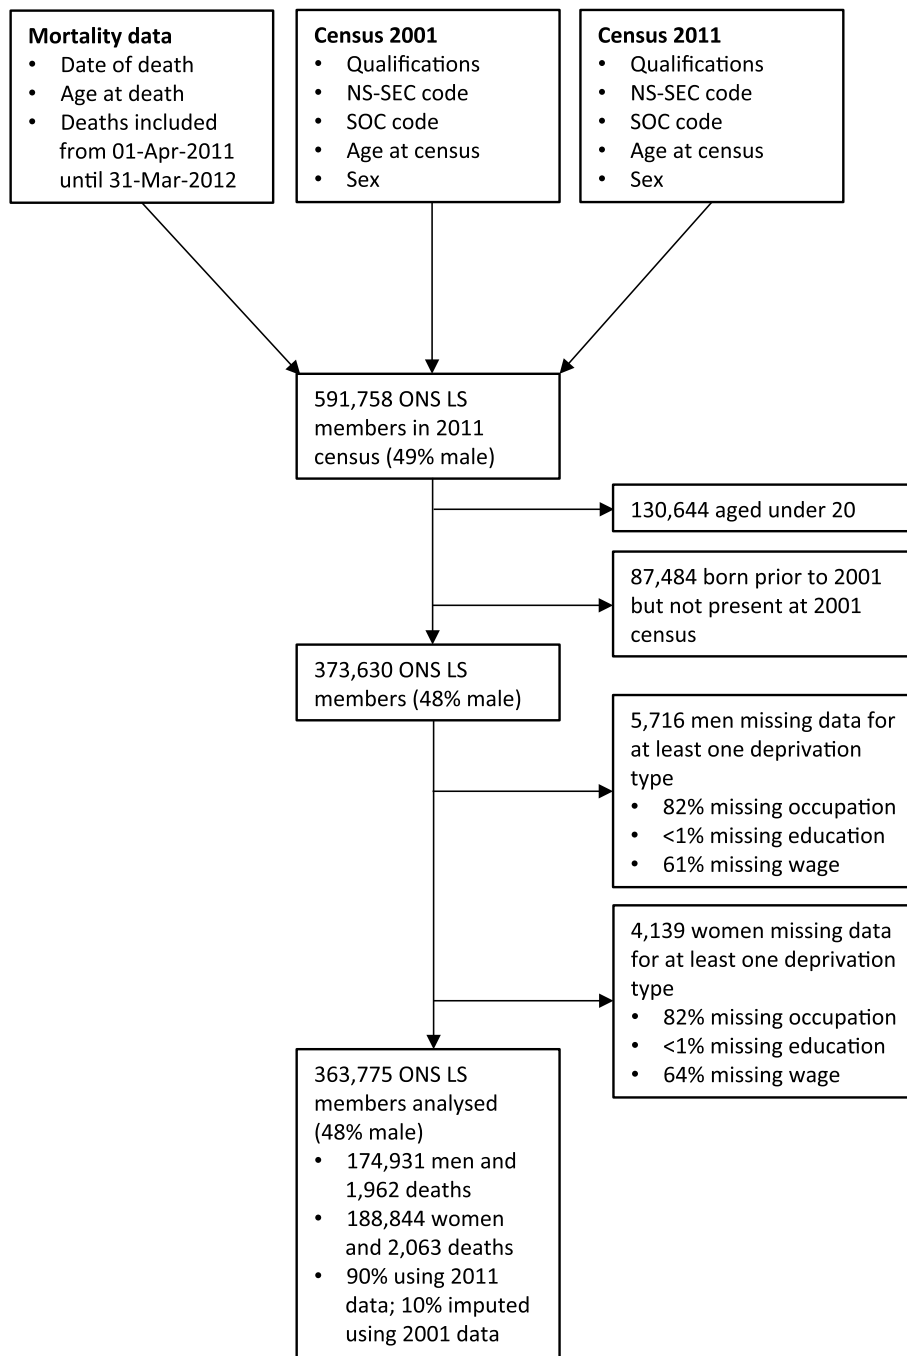 Mortality data
• Date of death
• Age at death
• Deaths included
from 01-Apr-2011
until 31-Mar-2012
Census 2001
• Qualifications
• NS-SEC code
• SOC code
• Age at census
• Sex
Census 2011
• Qualifications
• NS-SEC code
• SOC code
• Age at census
• Sex
591,758 ONS LS
members in 2011
census (49% male)
130,644 aged under 20
87,484 born prior to 2001
but not present at 2001
census
373,630 ONS LS
members (48% male)
5,716 men missing data for
at least one deprivation
type
• 82% missing occupation
• <1% missing education
• 61% missing wage
4,139 women missing data
for at least one deprivation
type
• 82% missing occupation
• <1% missing education
• 64% missing wage
363,775 ONS LS
members analysed
(48% male)
• 174,931 men and
1,962 deaths
• 188,844 women
and 2,063 deaths
• 90% using 2011
data; 10% imputed
using 2001 data